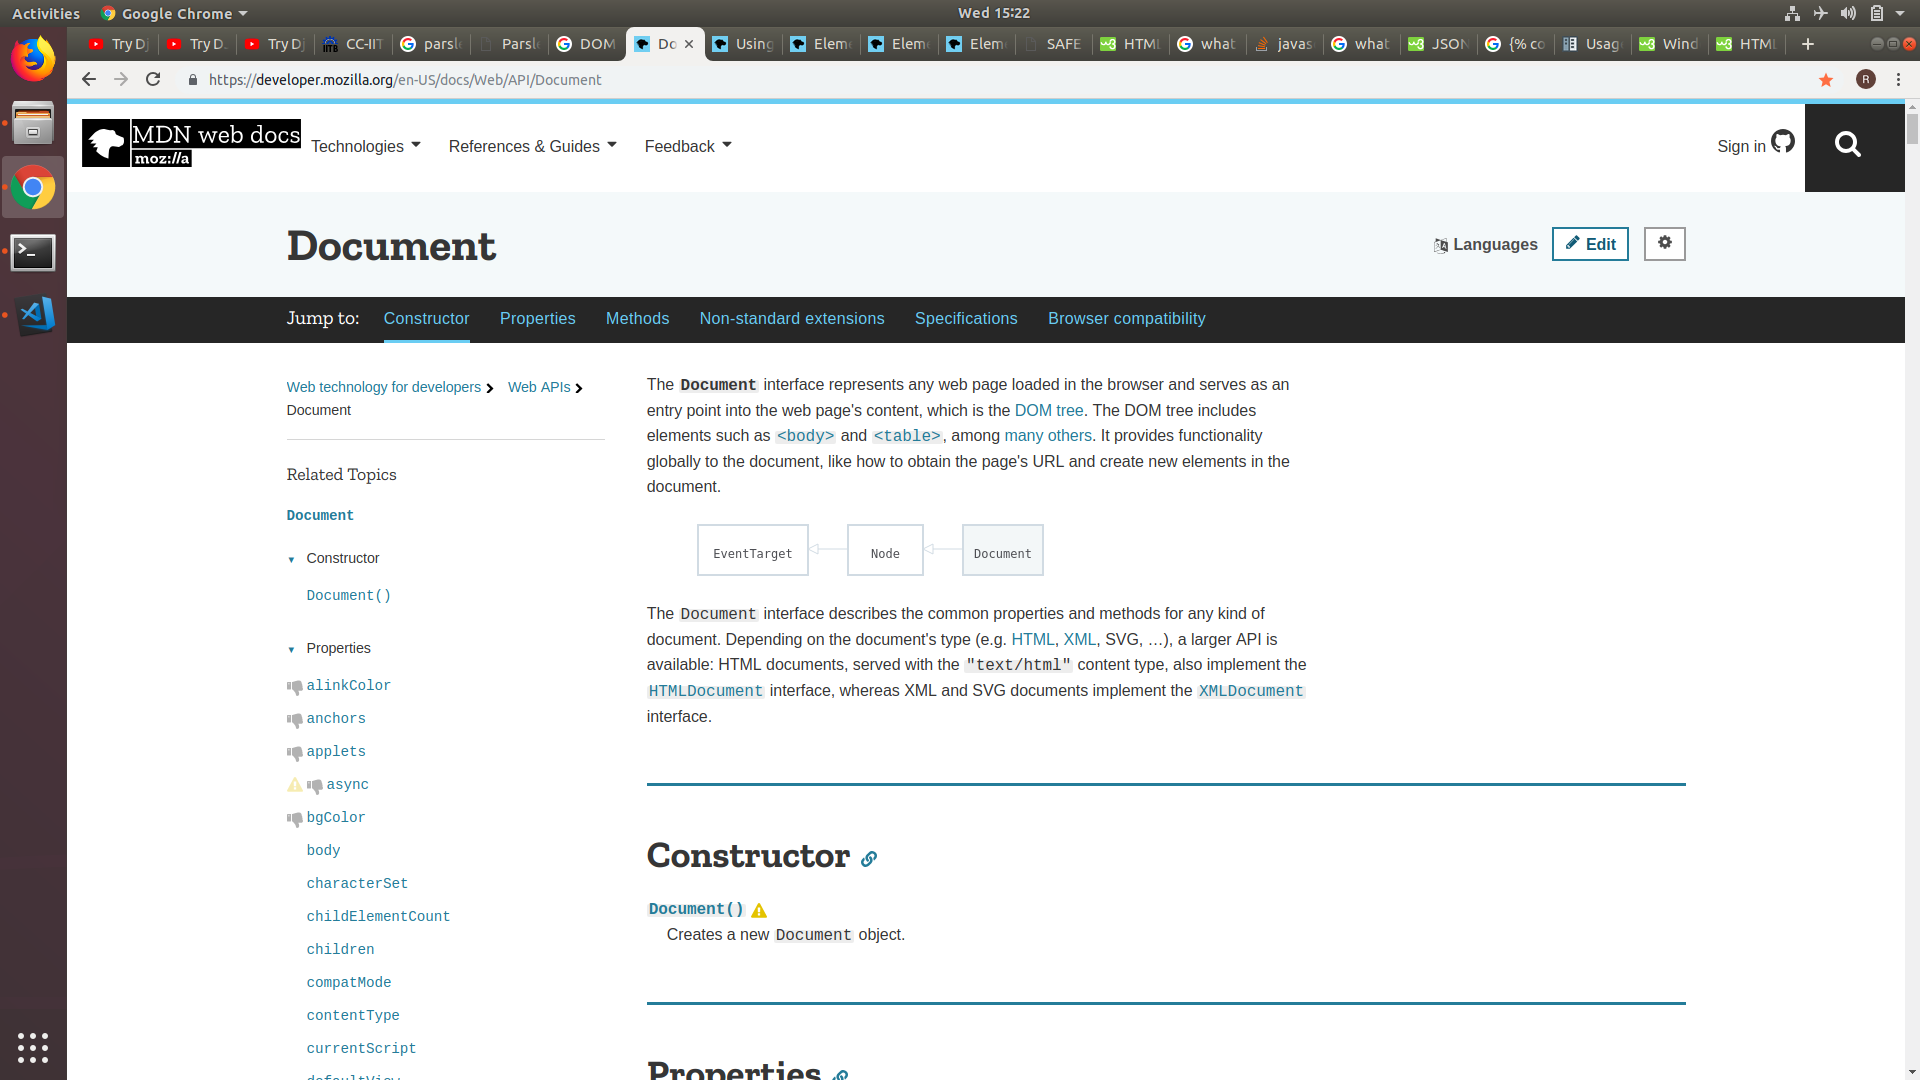 Activities Google Chrome Wed 15:22
Try D Try D Try D CC-IIT parsl Parsl DOM Do Using Elem Elem Elem SAFE HTML what javas what JSON {% co Usag Wind HTML
https://developer.mozilla.org/en-US/docs/Web/API/Document R
MDN web docs
moz://a
Technologies References & Guides Feedback Sign in
Document Languages Edit
Jump to: Constructor Properties Methods Non-standard extensions Specifications Browser compatibility
Web technology for developers Web APIs
Document
Related Topics
Document
Constructor
Document()
Properties
alinkColor
anchors
applets
async
bgColor
body
characterSet
childElementCount
children
compatMode
contentType
currentScript
defaultView
The Document interface represents any web page loaded in the browser and serves as an
entry point into the web page's content, which is the DOM tree. The DOM tree includes
elements such as <body> and <table>, among many others. It provides functionality
globally to the document, like how to obtain the page's URL and create new elements in the
document.
EventTarget Node Document
The Document interface describes the common properties and methods for any kind of
document. Depending on the document's type (e.g. HTML, XML, SVG, …), a larger API is
available: HTML documents, served with the "text/html" content type, also implement the
HTMLDocument interface, whereas XML and SVG documents implement the XMLDocument
interface.
Constructor
Document()
Creates a new Document object.
Properties